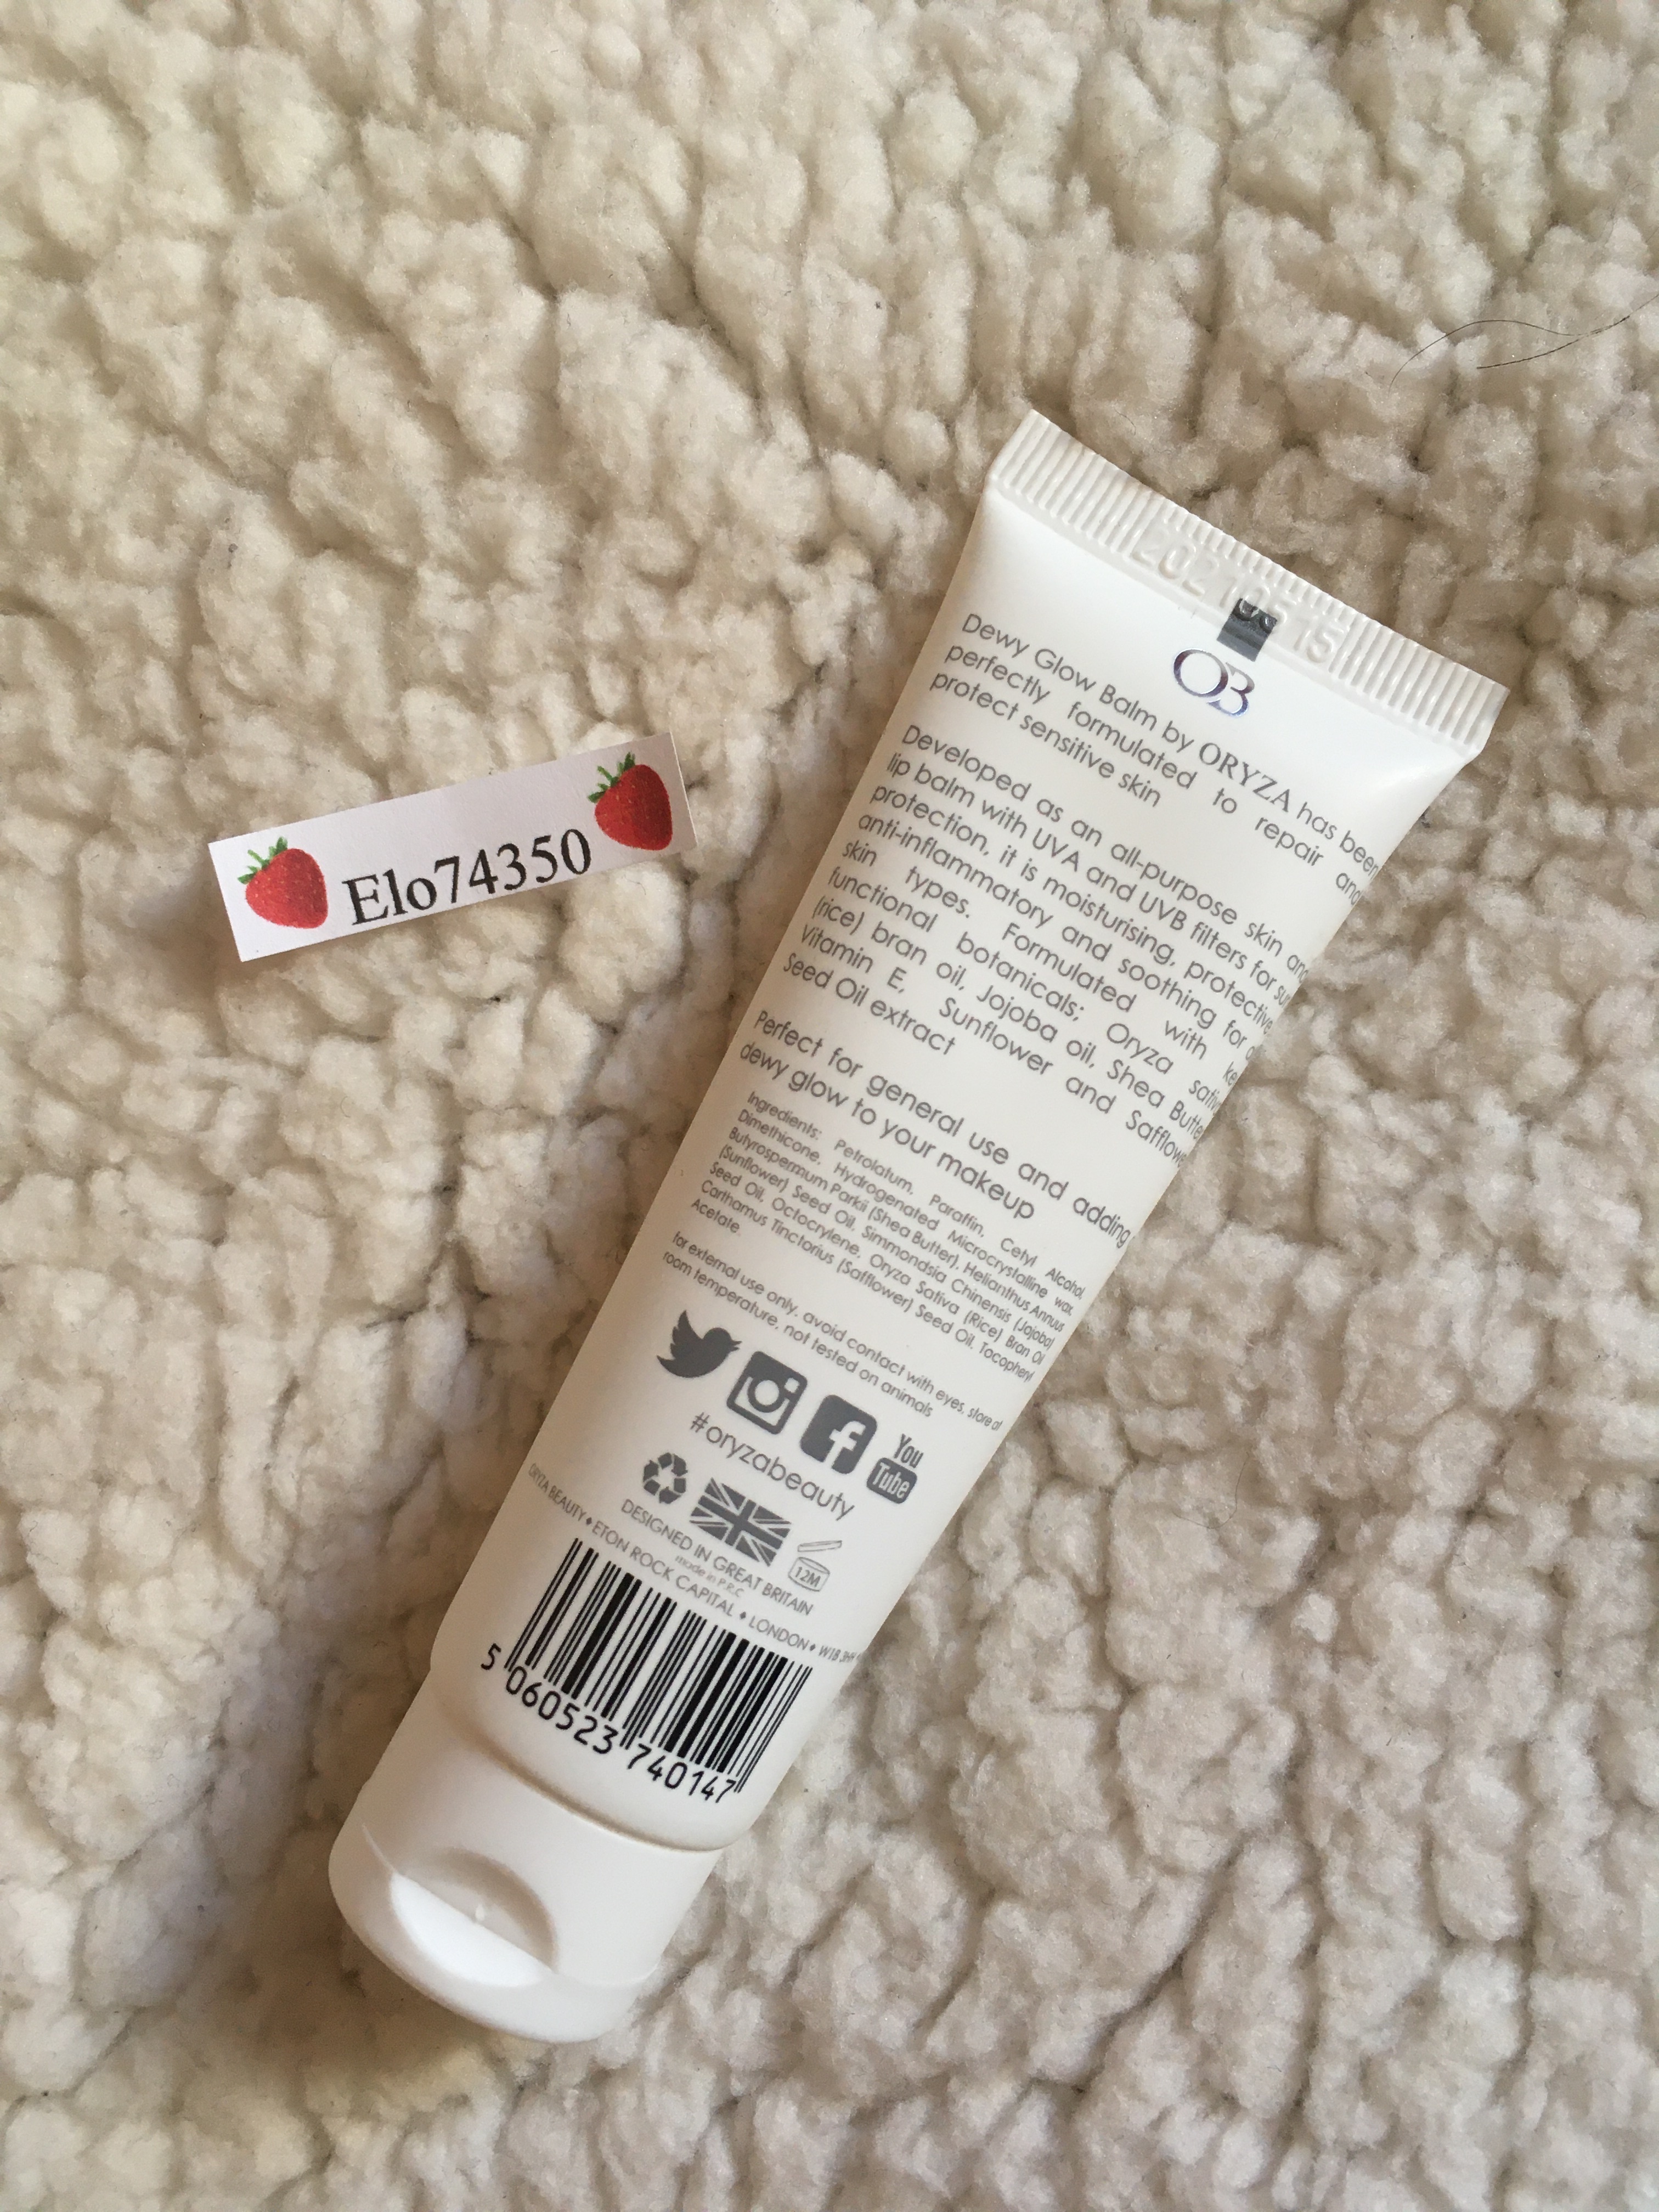 Elo74350
20210515
OB
Dewy Glow Balm by ORYZA has been
perfectly formulated to repair and
protect sensitive skin
Developed as an all-purpose skin and
lip balm with UVA and UVB filters for sun
protection, it is moisturising, protective,
anti-inflammatory and soothing for
skin types. Formulated with
functional botanicals; Oryza
(rice) bran oil, Jojoba oil, Shea Butter
Vitamin E, Sunflower and Safflower
Seed Oil extract
Perfect for general use and adding
dewy glow to your makeup
Ingredients: Petrolatum, Paraffin, Cetyl Alcohol,
Dimethicone, Hydrogenated Microcrystalline wax,
Butyrospermum Parkii (Shea Butter), Helianthus Annuus
(Sunflower) Seed Oil, Simmondsia Chinensis (Jojoba)
Seed Oil, Octocrylene, Oryza Sativa (Rice) Bran Oil
Carthamus Tinctorius (Safflower) Seed Oil, Tocopheryl
Acetate.
for external use only, avoid contact with eyes, store at
room temperature, not tested on animals
You
Tube
#oryzabeauty
12M
DESIGNED IN GREAT BRITAIN
made in P.R.C
ORYZA BEAUTY • ETON ROCK CAPITAL • LONDON • W1B 3HH
5 060523 740147